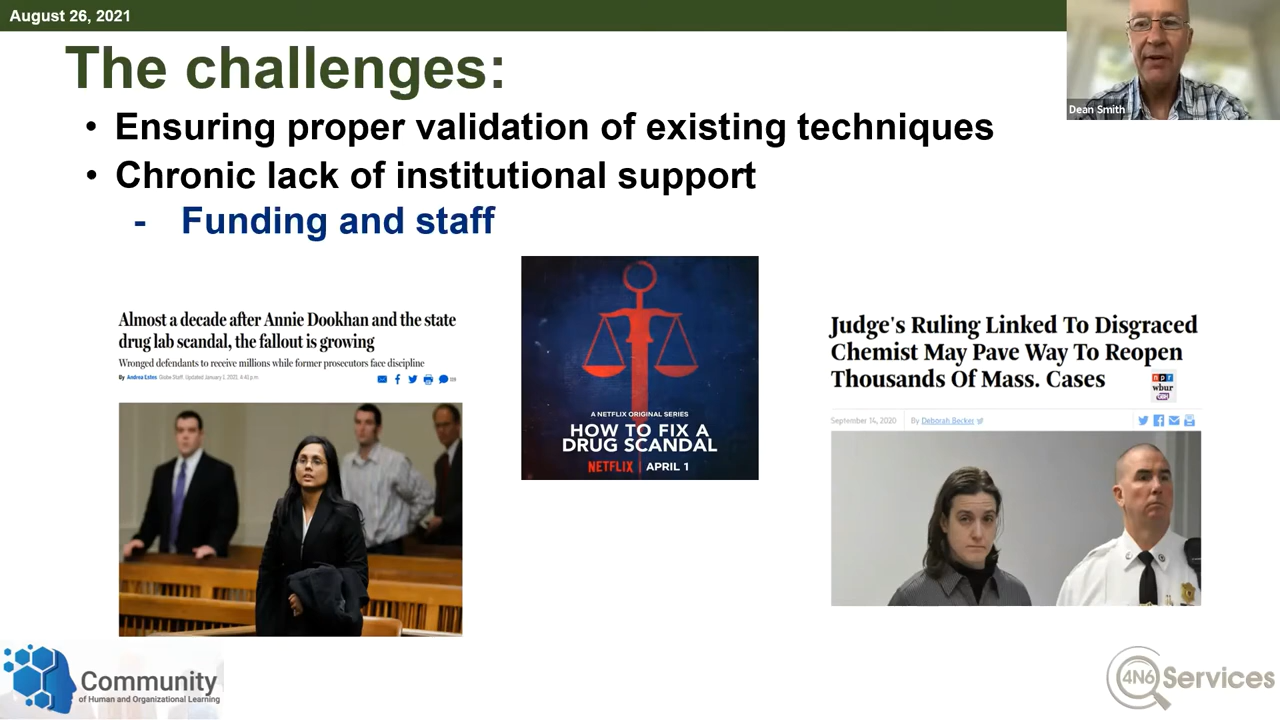 August 26, 2021
Dean Smith
The challenges:
• Ensuring proper validation of existing techniques
• Chronic lack of institutional support
- Funding and staff
Almost a decade after Annie Dookhan and the state
drug lab scandal, the fallout is growing
Wronged defendants to receive millions while former prosecutors face discipline
By Andrea Estes Globe Staff, Updated January 1, 2021, 4:41 p.m.
A NETFLIX ORIGINAL SERIES
HOW TO FIX A
DRUG SCANDAL
NETFLIX | APRIL 1
Judge's Ruling Linked To Disgraced
Chemist May Pave Way To Reopen
Thousands Of Mass. Cases
npr
wbur
GBH
September 14, 2020
By Deborah Becker
Community
of Human and Organizational Learning
4N6 Services